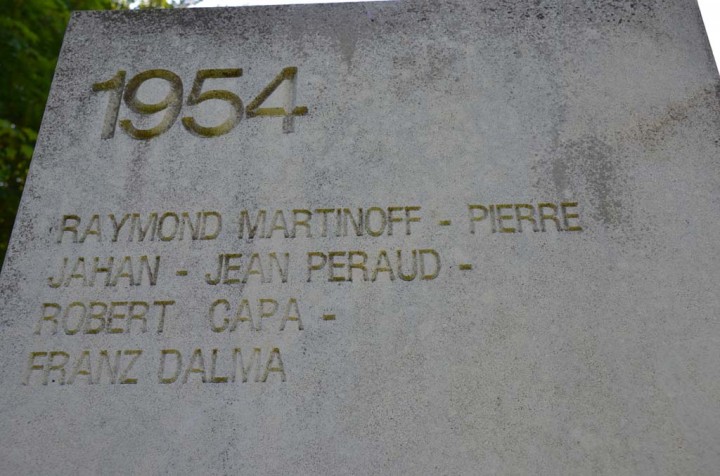 1954
RAYMOND MARTINOFF - PIERRE
JAHAN - JEAN PERAUD -
ROBERT CAPA -
FRANZ DALMA